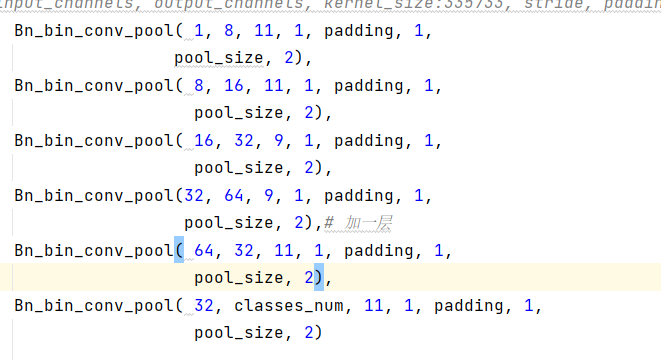 input_channels, output_channels, kernel_size:335733, stride, paddin
Bn_bin_conv_pool( 1, 8, 11, 1, padding, 1,
pool_size, 2),
Bn_bin_conv_pool( 8, 16, 11, 1, padding, 1,
pool_size, 2),
Bn_bin_conv_pool( 16, 32, 9, 1, padding, 1,
pool_size, 2),
Bn_bin_conv_pool(32, 64, 9, 1, padding, 1,
pool_size, 2),# 加一层
Bn_bin_conv_pool( 64, 32, 11, 1, padding, 1,
pool_size, 2),
Bn_bin_conv_pool( 32, classes_num, 11, 1, padding, 1,
pool_size, 2)